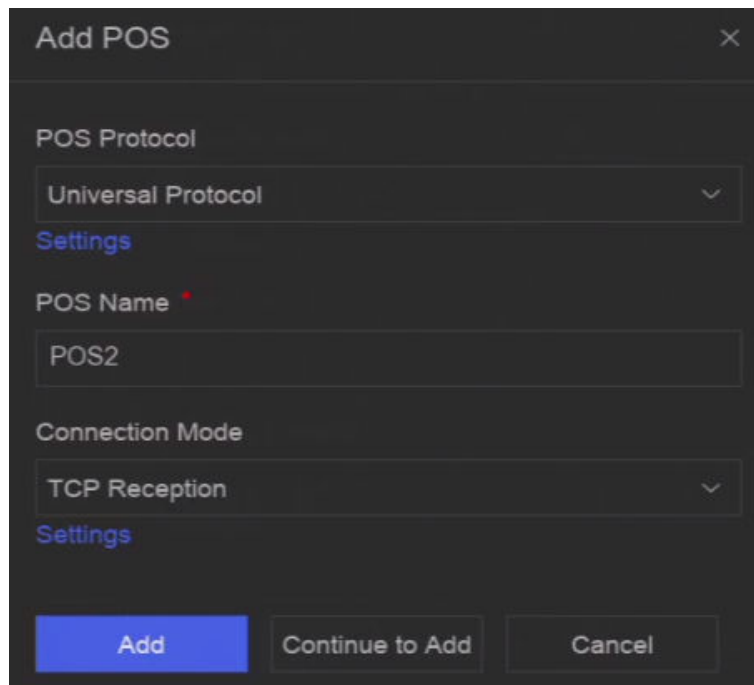 Add POS
POS Protocol
Universal Protocol
Settings
POS Name *
POS2
Connection Mode
TCP Reception
Settings
Add Continue to Add Cancel